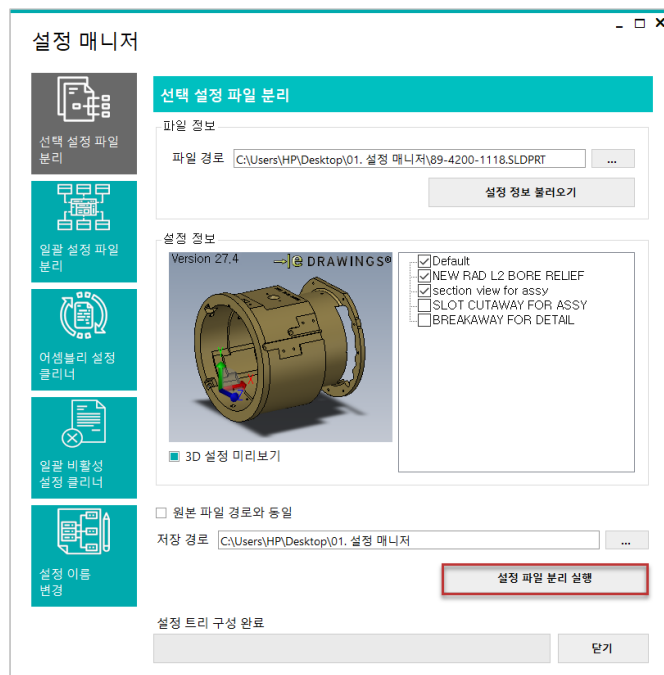 설정 매니저
선택 설정 파일
분리
일괄 설정 파일
분리
어셈블리 설정
클리너
일괄 비활성
설정 클리너
설정 이름
변경
선택 설정 파일 분리
파일 정보
파일 경로 C:\Users\HP\Desktop\01. 설정 매니저\89-4200-1118.SLDPRT ...
설정 정보 불러오기
설정 정보
Version 27.4 eDRAWINGS®
Default
NEW RAD L2 BORE RELIEF
section view for assy
SLOT CUTAWAY FOR ASSY
BREAKAWAY FOR DETAIL
3D 설정 미리보기
원본 파일 경로와 동일
저장 경로 C:\Users\HP\Desktop\01. 설정 매니저 ...
설정 파일 분리 실행
설정 트리 구성 완료
닫기